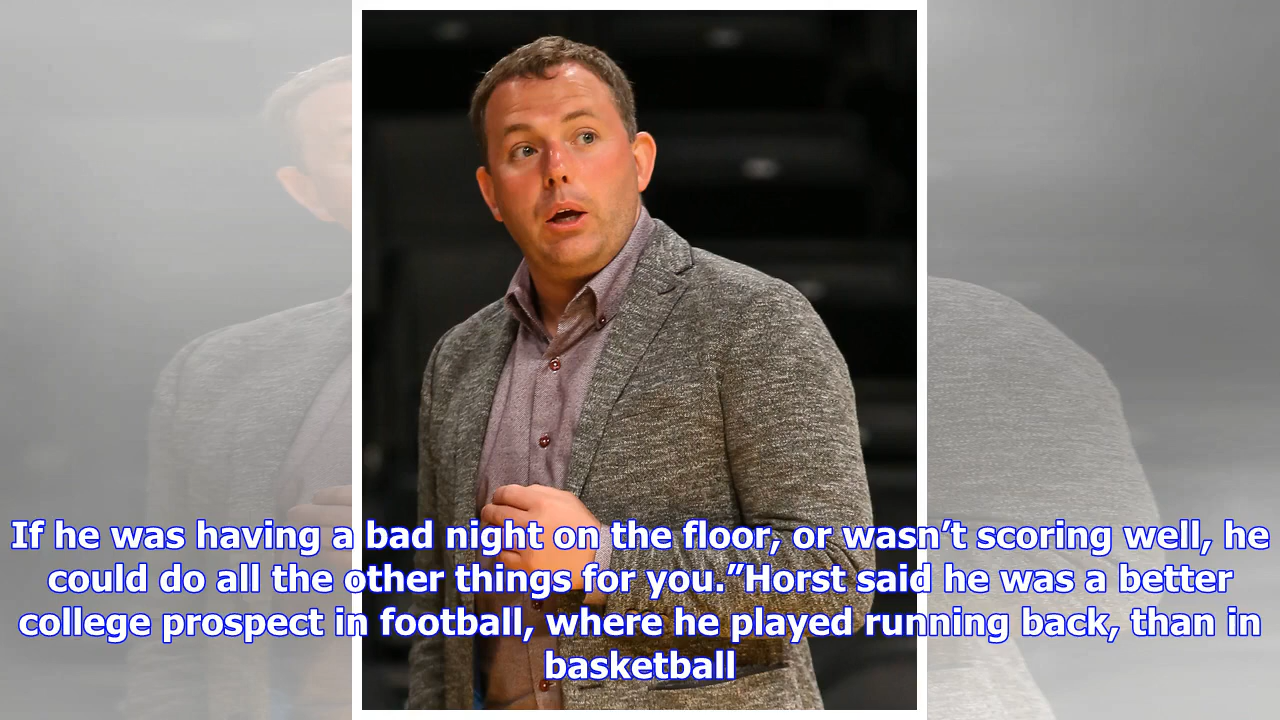 If he was having a bad night on the floor, or wasn’t scoring well, he
could do all the other things for you.”Horst said he was a better
college prospect in football, where he played running back, than in
basketball